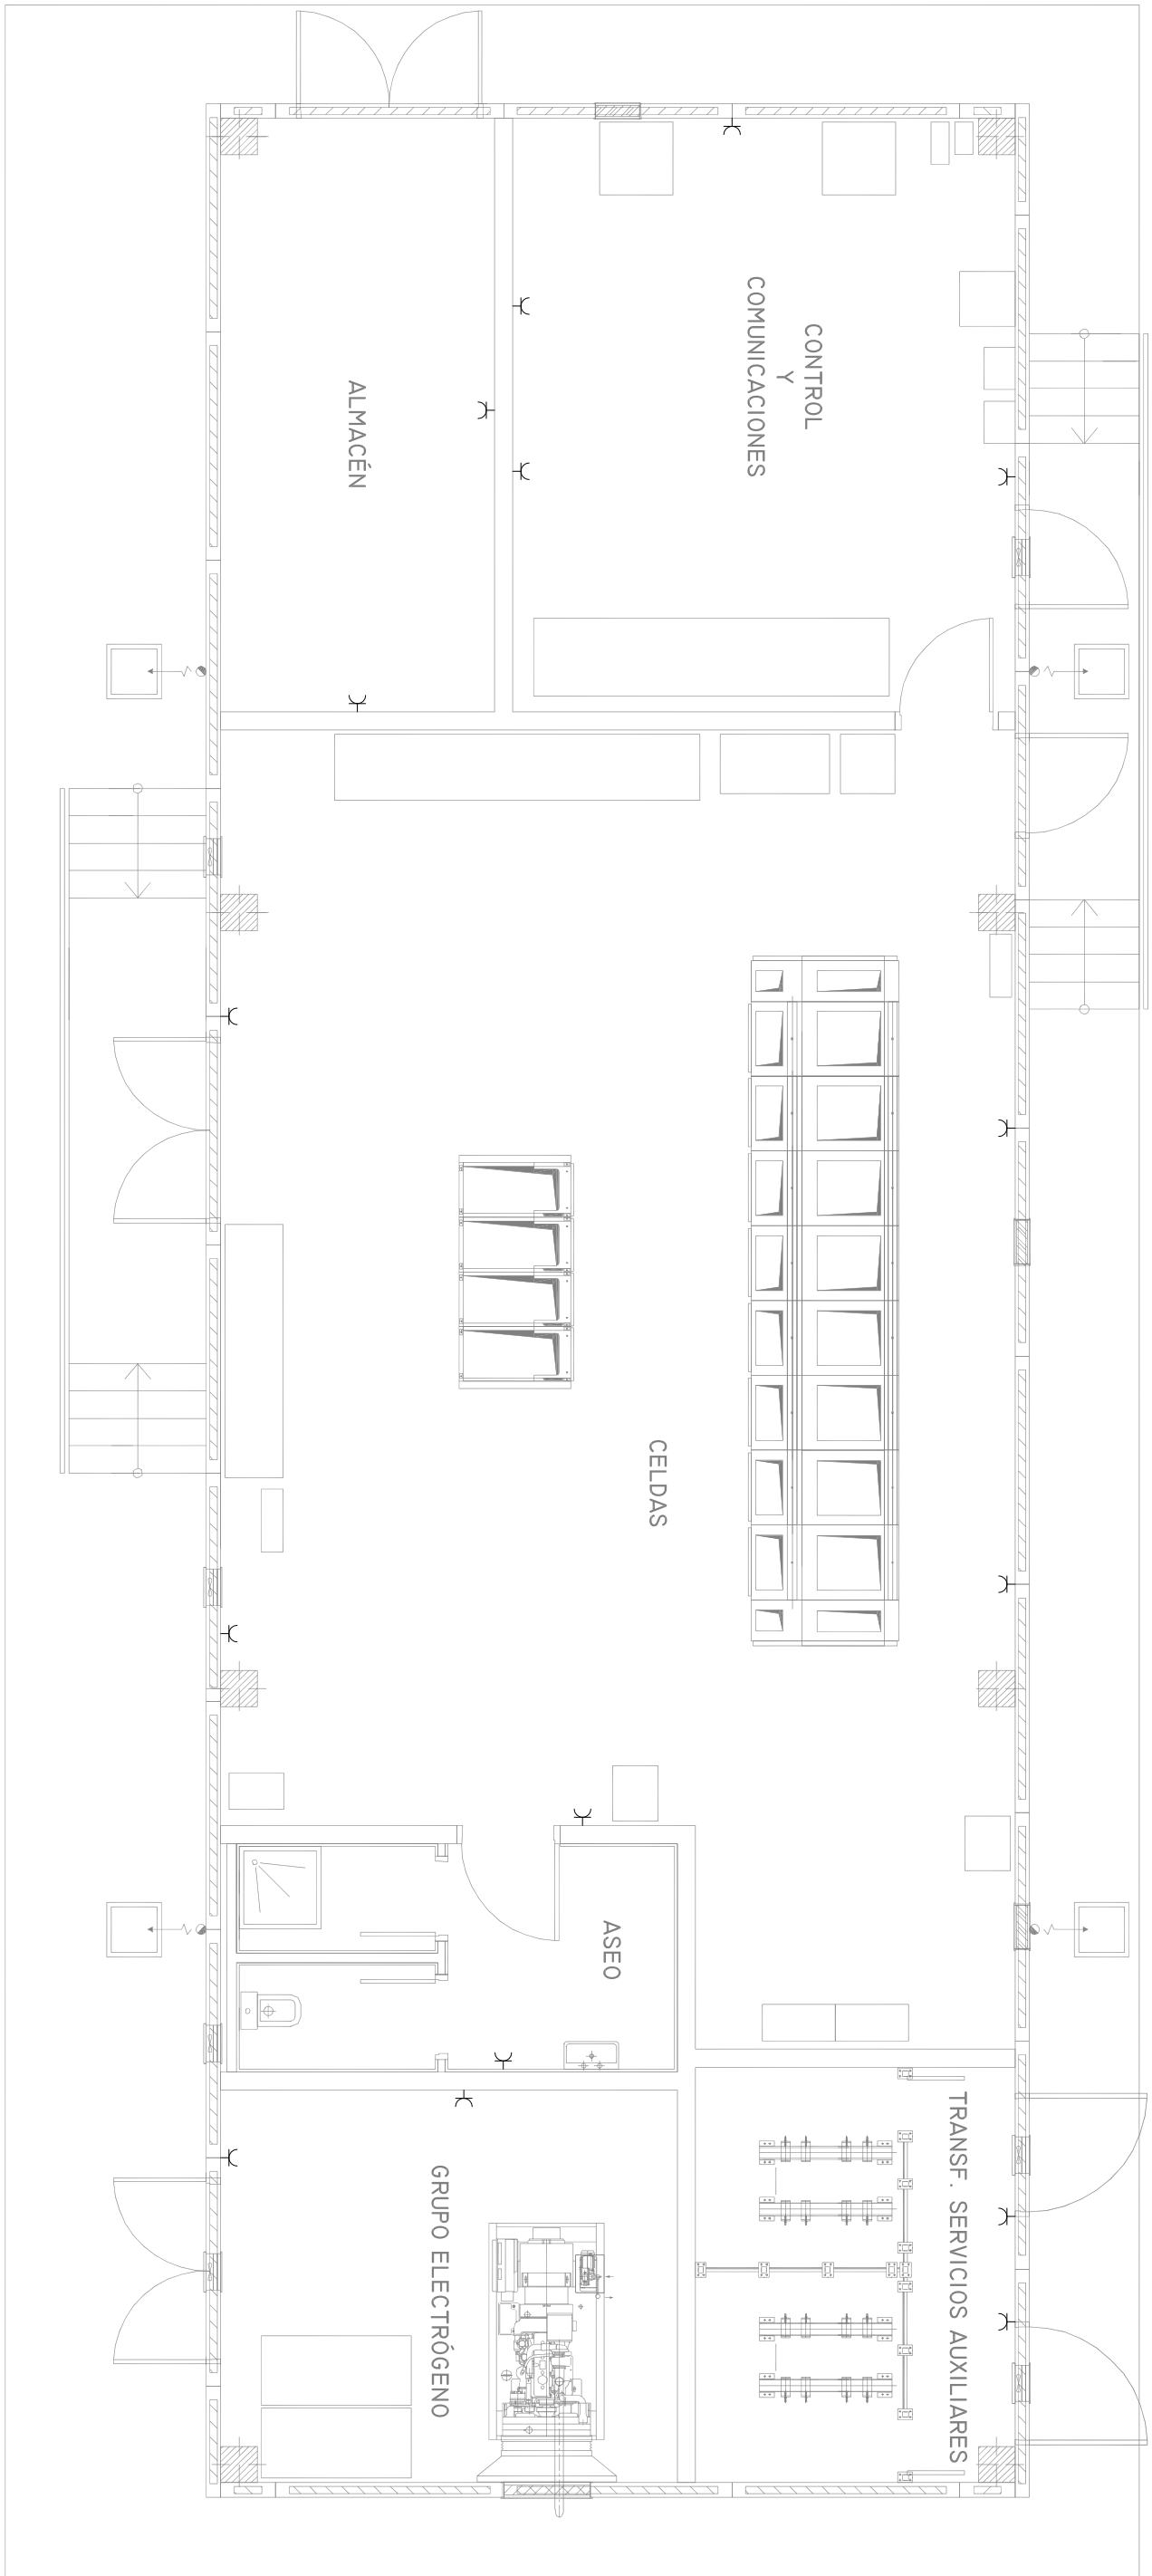 CONTROL
Y
COMUNICACIONES
ALMACÉN
CELDAS
ASEO
TRANSF. SERVICIOS AUXILIARES
GRUPO ELECTRÓGENO